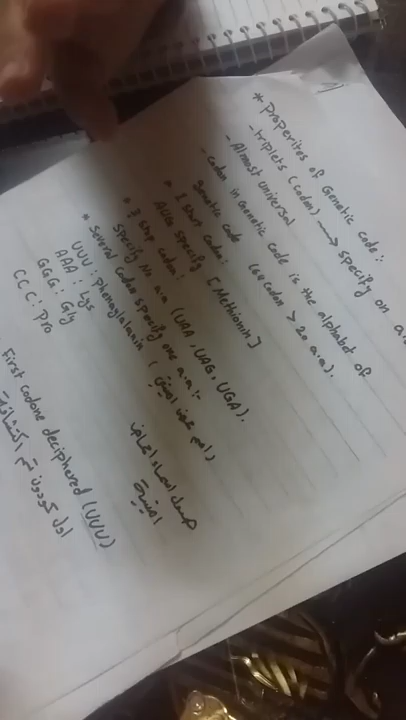 * Properites of Genetic code:-
- triplets (codon) → specify on a.
- Almost universal
- codon in Genetic code is the alphabet of
genetic code (64 codon > 20 a.a).
* 1 start codon:
AUG specify [Methionin]
* 3 stop codon:
specify No a.a (UAA, UAG, UGA).
* Several codon specify one a.a:-
UUU: phenylalanin (
AAA: Lys
GGG: Gly
CCC: Pro
امينية
First codone deciphered (UUU)
اول كودون تم اكتشافه